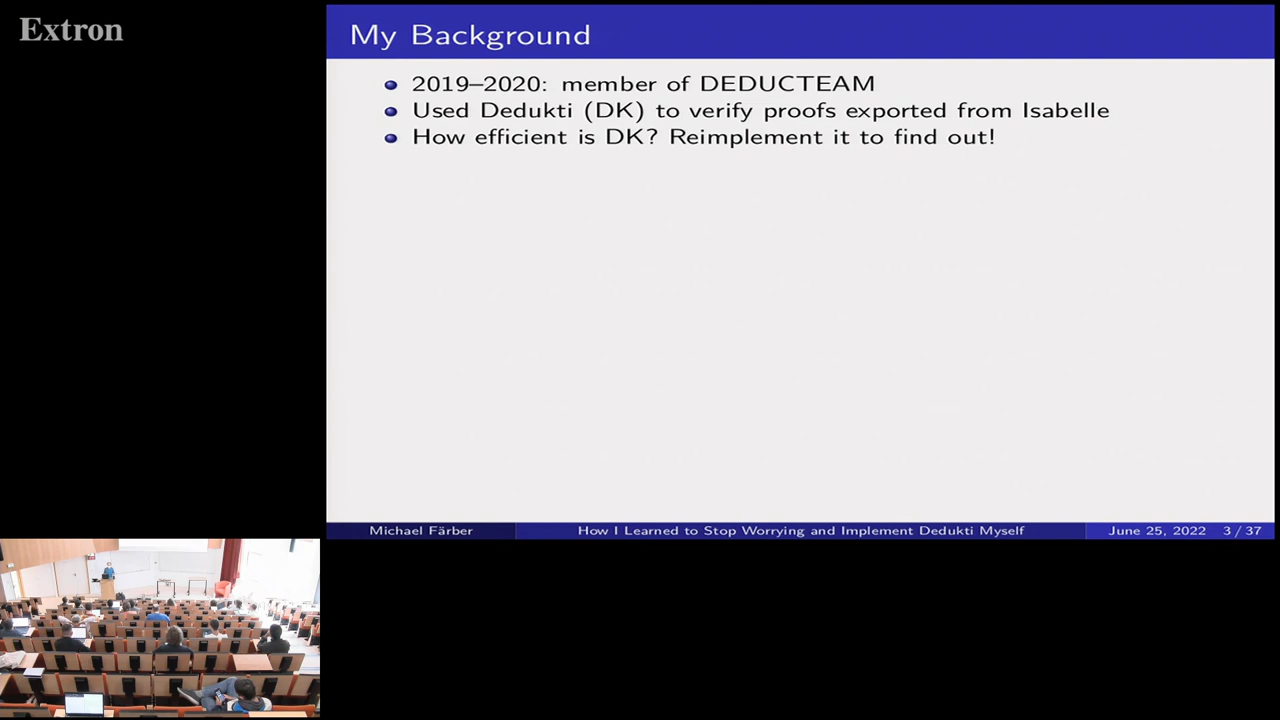 Extron
My Background
2019–2020: member of DEDUCTEAM
Used Dedukti (DK) to verify proofs exported from Isabelle
How efficient is DK? Reimplement it to find out!
Michael Färber
How I Learned to Stop Worrying and Implement Dedukti Myself
June 25, 2022
3 / 37